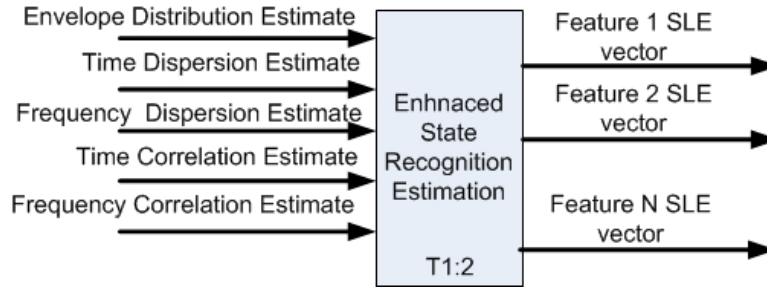 Envelope Distribution Estimate
Time Dispersion Estimate
Frequency Dispersion Estimate
Time Correlation Estimate
Frequency Correlation Estimate
Enhnaced
State
Recognition
Estimation
T1:2
Feature 1 SLE
vector
Feature 2 SLE
vector
Feature N SLE
vector